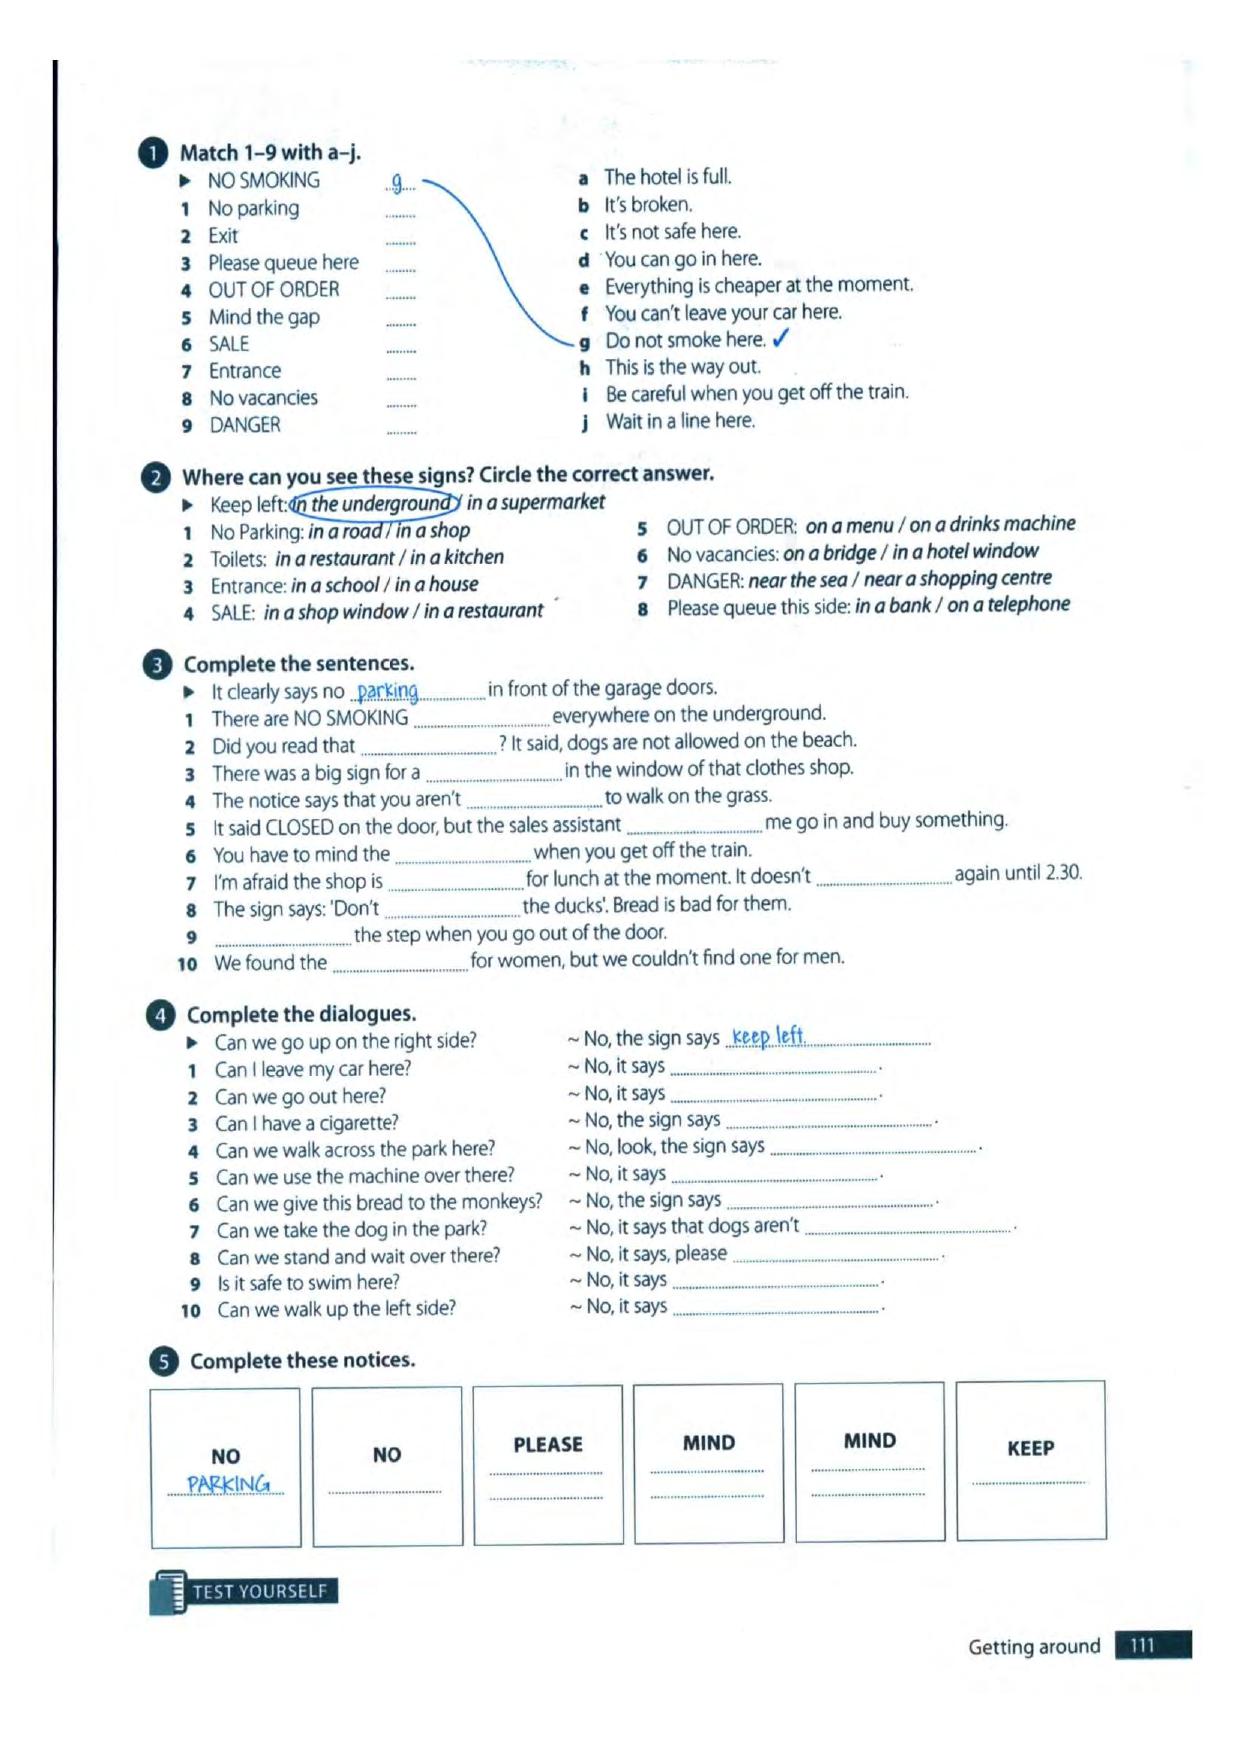 1 Match 1–9 with a–j.
▶ NO SMOKING ..g....
1 No parking ........
2 Exit ........
3 Please queue here ........
4 OUT OF ORDER ........
5 Mind the gap ........
6 SALE ........
7 Entrance ........
8 No vacancies ........
9 DANGER ........
a The hotel is full.
b It's broken.
c It's not safe here.
d You can go in here.
e Everything is cheaper at the moment.
f You can't leave your car here.
g Do not smoke here. ✓
h This is the way out.
i Be careful when you get off the train.
j Wait in a line here.
2 Where can you see these signs? Circle the correct answer.
▶ Keep left: in the underground / in a supermarket
1 No Parking: in a road / in a shop
2 Toilets: in a restaurant / in a kitchen
3 Entrance: in a school / in a house
4 SALE: in a shop window / in a restaurant
5 OUT OF ORDER: on a menu / on a drinks machine
6 No vacancies: on a bridge / in a hotel window
7 DANGER: near the sea / near a shopping centre
8 Please queue this side: in a bank / on a telephone
3 Complete the sentences.
▶ It clearly says no parking in front of the garage doors.
1 There are NO SMOKING .............................. everywhere on the underground.
2 Did you read that .............................. ? It said, dogs are not allowed on the beach.
3 There was a big sign for a .............................. in the window of that clothes shop.
4 The notice says that you aren't .............................. to walk on the grass.
5 It said CLOSED on the door, but the sales assistant .............................. me go in and buy something.
6 You have to mind the .............................. when you get off the train.
7 I'm afraid the shop is .............................. for lunch at the moment. It doesn't .............................. again until 2.30.
8 The sign says: 'Don't .............................. the ducks'. Bread is bad for them.
9 .............................. the step when you go out of the door.
10 We found the .............................. for women, but we couldn't find one for men.
4 Complete the dialogues.
▶ Can we go up on the right side? ~ No, the sign says keep left.
1 Can I leave my car here? ~ No, it says .............................. .
2 Can we go out here? ~ No, it says .............................. .
3 Can I have a cigarette? ~ No, the sign says .............................. .
4 Can we walk across the park here? ~ No, look, the sign says .............................. .
5 Can we use the machine over there? ~ No, it says .............................. .
6 Can we give this bread to the monkeys? ~ No, the sign says .............................. .
7 Can we take the dog in the park? ~ No, it says that dogs aren't .............................. .
8 Can we stand and wait over there? ~ No, it says, please .............................. .
9 Is it safe to swim here? ~ No, it says .............................. .
10 Can we walk up the left side? ~ No, it says .............................. .
5 Complete these notices.
NO
PARKING
NO
PLEASE
MIND
MIND
KEEP
TEST YOURSELF
Getting around 111